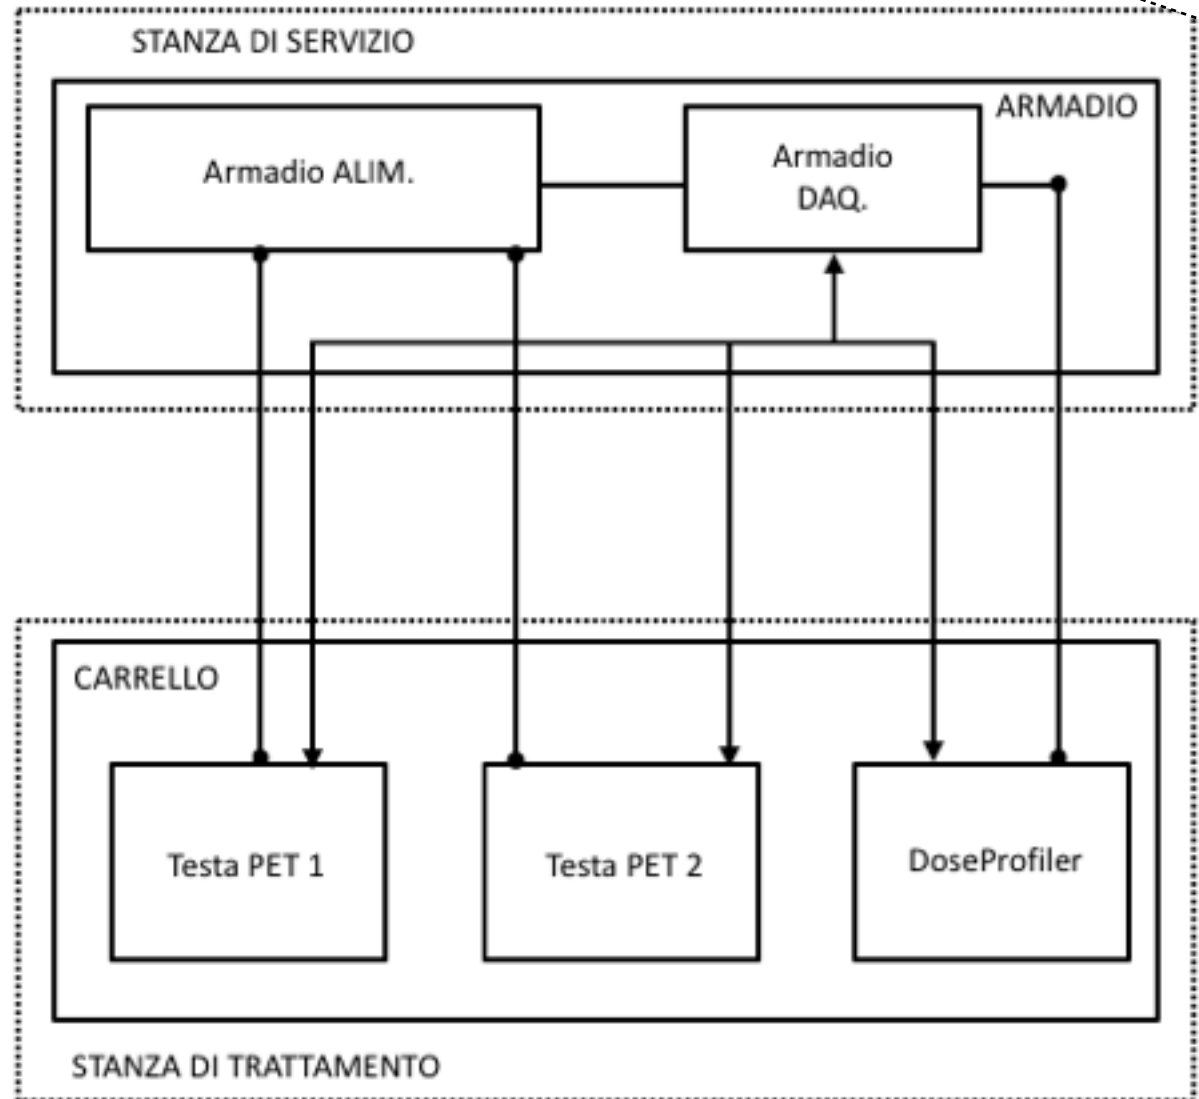 STANZA DI SERVIZIO
ARMADIO
Armadio ALIM.
Armadio
DAQ.
CARRELLO
Testa PET 1
Testa PET 2
DoseProfiler
STANZA DI TRATTAMENTO